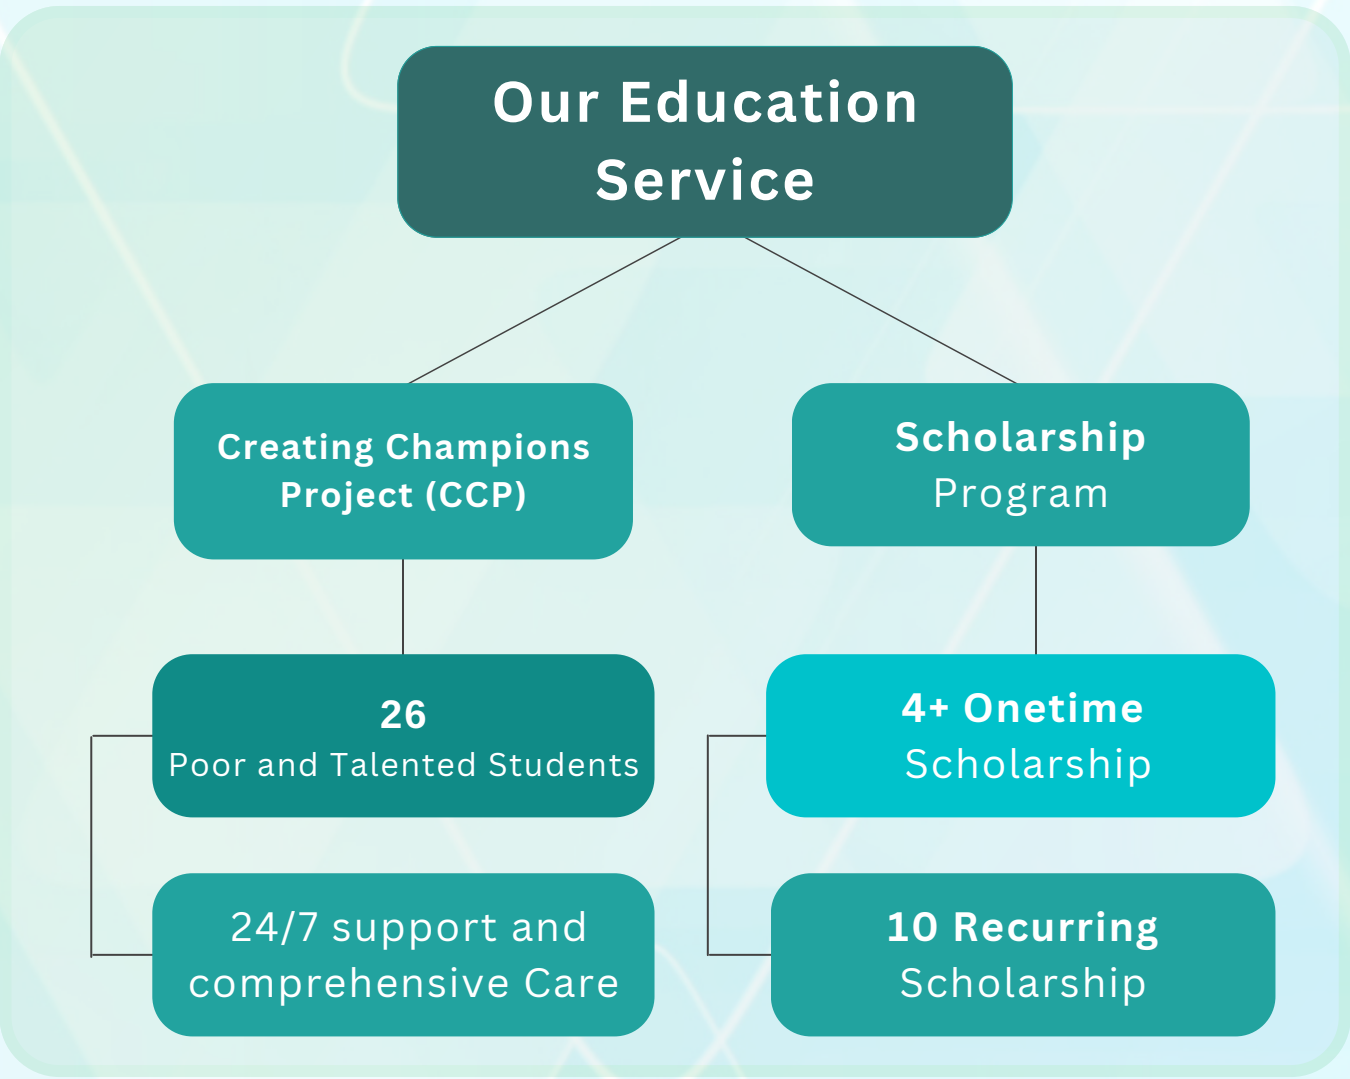 Our Education
Service
Creating Champions
Project (CCP)
Scholarship
Program
26
Poor and Talented Students
4+ Onetime
Scholarship
24/7 support and
comprehensive Care
10 Recurring
Scholarship